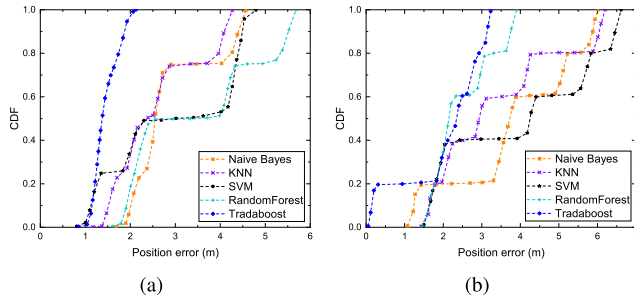 1.0
0.8
0.6
0.4
0.2
0.0
CDF
0 1 2 3 4 5 6
Position error (m)
Naive Bayes
KNN
SVM
RandomForest
Tradaboost
(a)
1.0
0.8
0.6
0.4
0.2
0.0
CDF
0 1 2 3 4 5 6
Position error (m)
Naive Bayes
KNN
SVM
RandomForest
Tradaboost
(b)